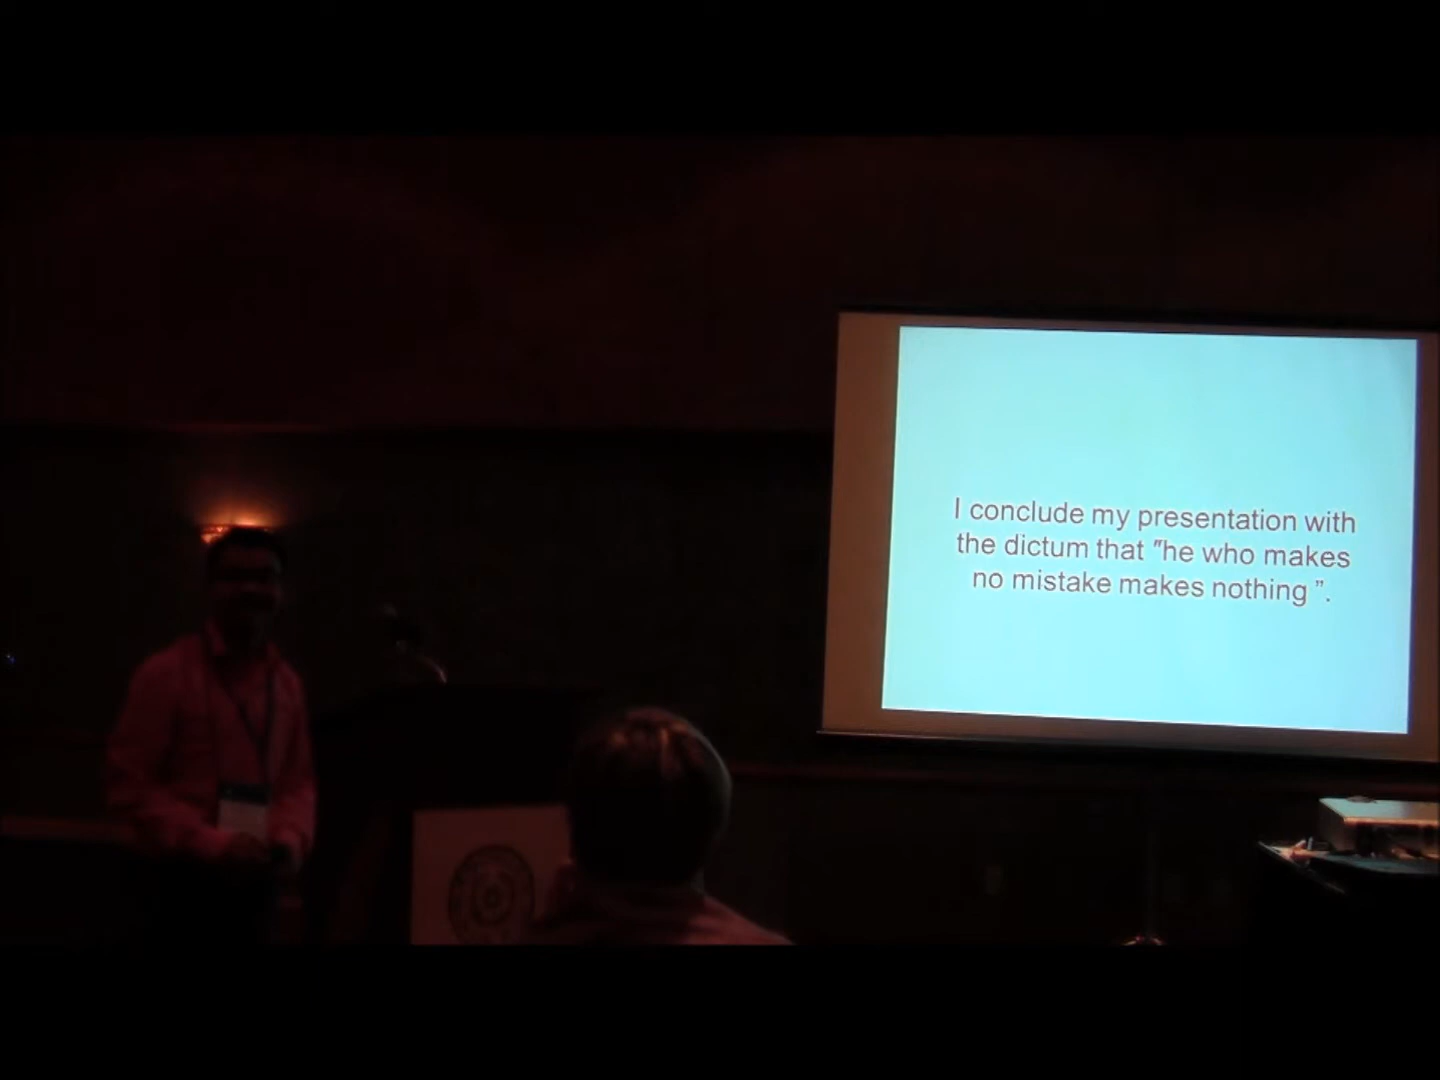 I conclude my presentation with
the dictum that "he who makes
no mistake makes nothing ”.